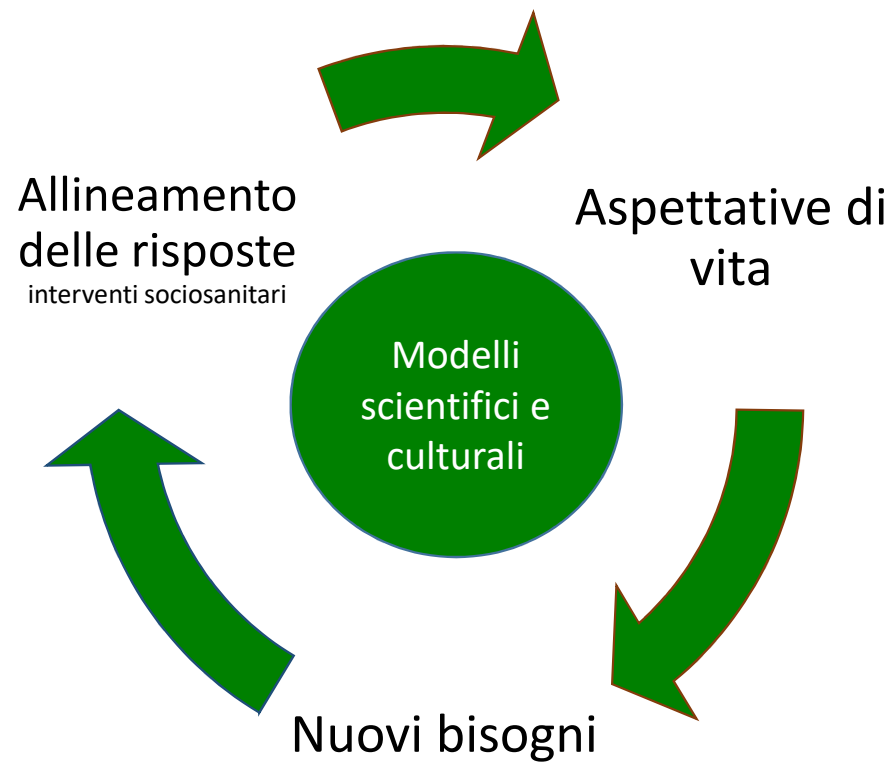 Allineamento
delle risposte
interventi sociosanitari
Aspettative di
vita
Modelli
scientifici e
culturali
Nuovi bisogni